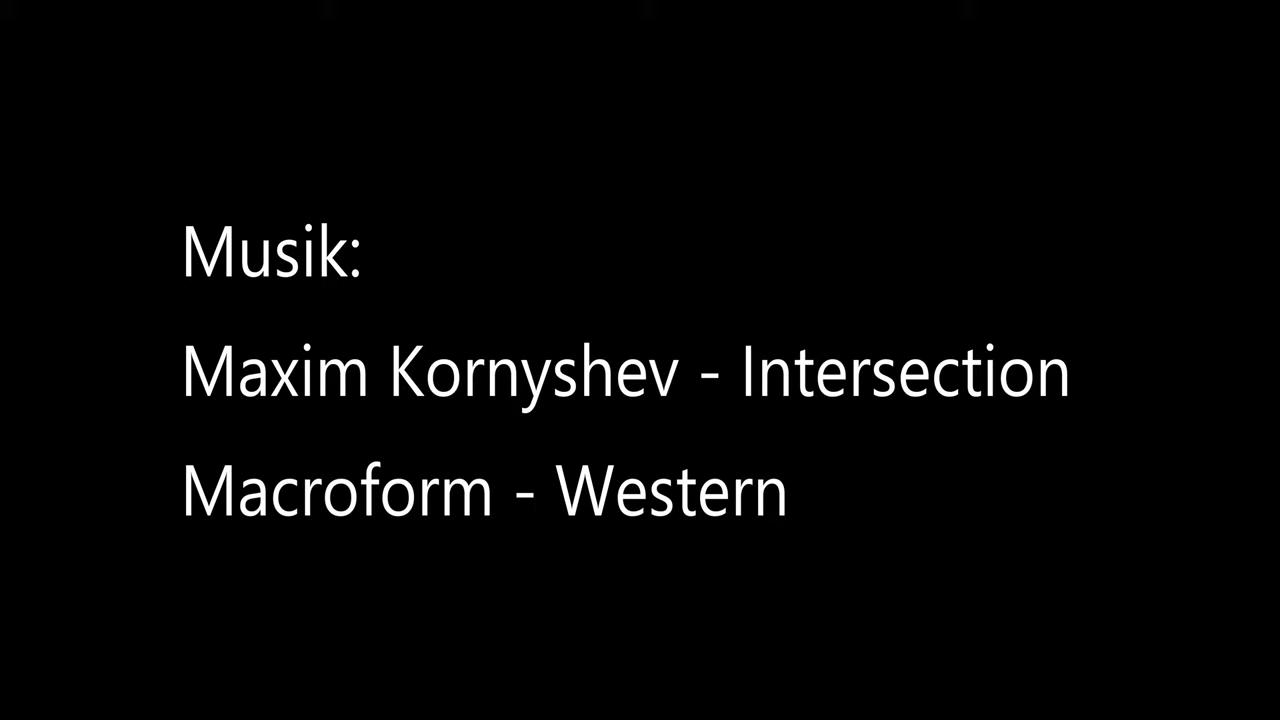 Musik:
Maxim Kornyshev - Intersection
Macroform - Western